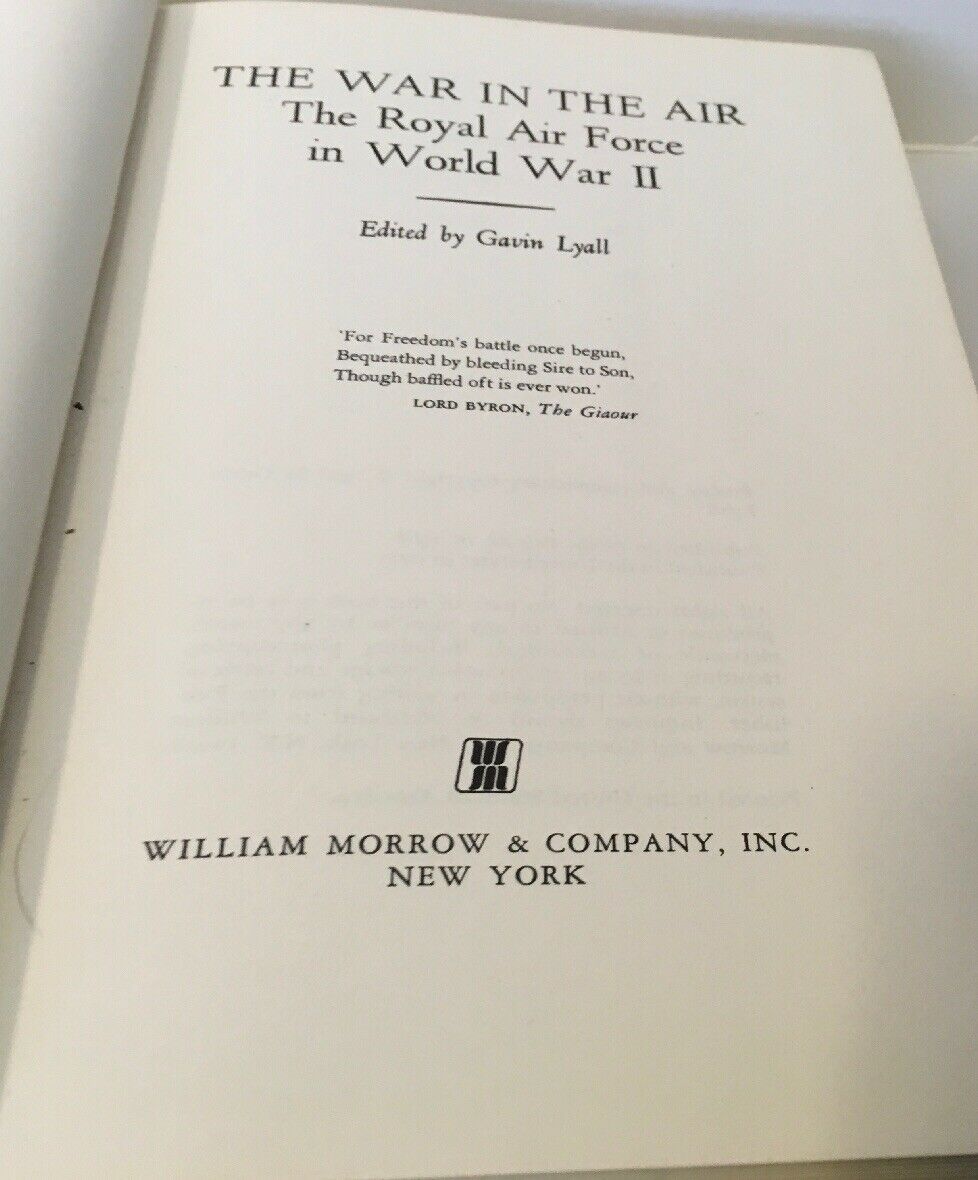 THE WAR IN THE AIR
The Royal Air Force
in World War II
Edited by Gavin Lyall
'For Freedom's battle once begun,
Bequeathed by bleeding Sire to Son,
Though baffled oft is ever won.'
LORD BYRON, The Giaour
WM
WILLIAM MORROW & COMPANY, INC.
NEW YORK